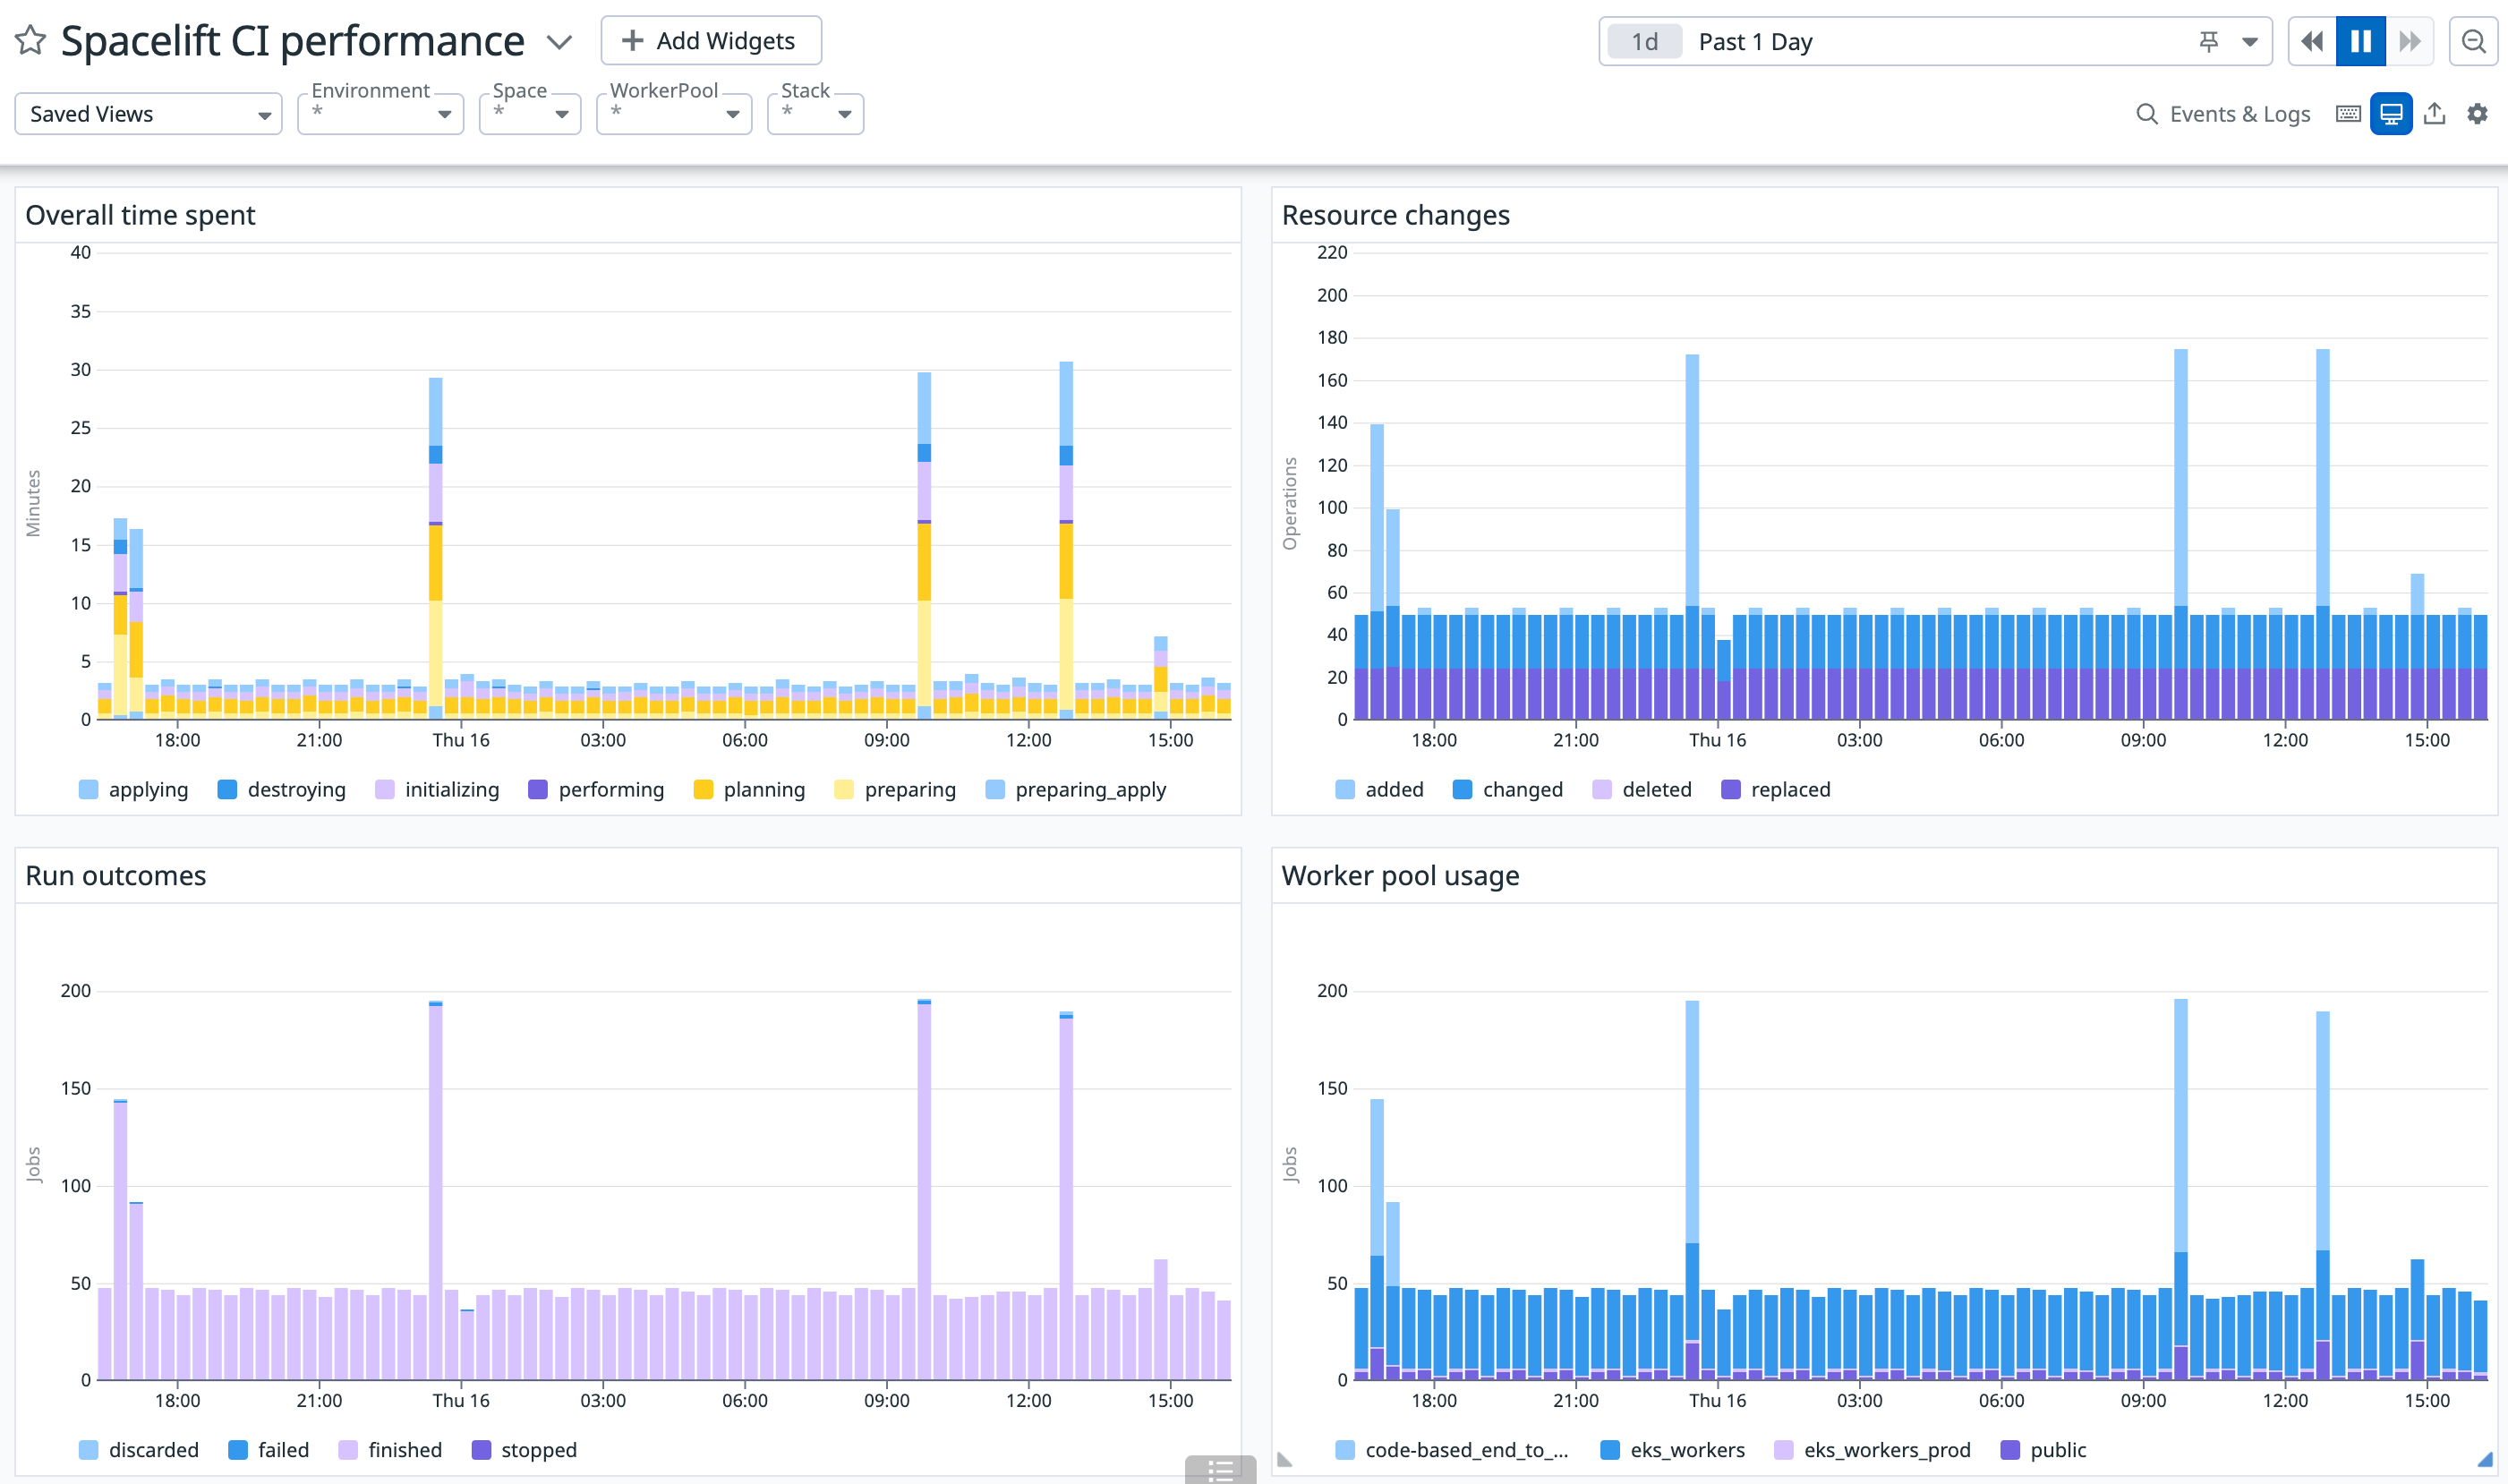 Spacelift CI performance
Add Widgets
1d Past 1 Day
Saved Views
Environment
*
Space
*
WorkerPool
*
Stack
*
Events & Logs
Overall time spent
40
35
30
25
20
15
10
5
0
Minutes
18:00 21:00 Thu 16 03:00 06:00 09:00 12:00 15:00
applying destroying initializing performing planning preparing preparing_apply
Resource changes
220
200
180
160
140
120
100
80
60
40
20
0
Operations
18:00 21:00 Thu 16 03:00 06:00 09:00 12:00 15:00
added changed deleted replaced
Run outcomes
200
150
100
50
0
Jobs
18:00 21:00 Thu 16 03:00 06:00 09:00 12:00 15:00
discarded failed finished stopped
Worker pool usage
200
150
100
50
0
Jobs
18:00 21:00 Thu 16 03:00 06:00 09:00 12:00 15:00
code-based_end_to_... eks_workers eks_workers_prod public